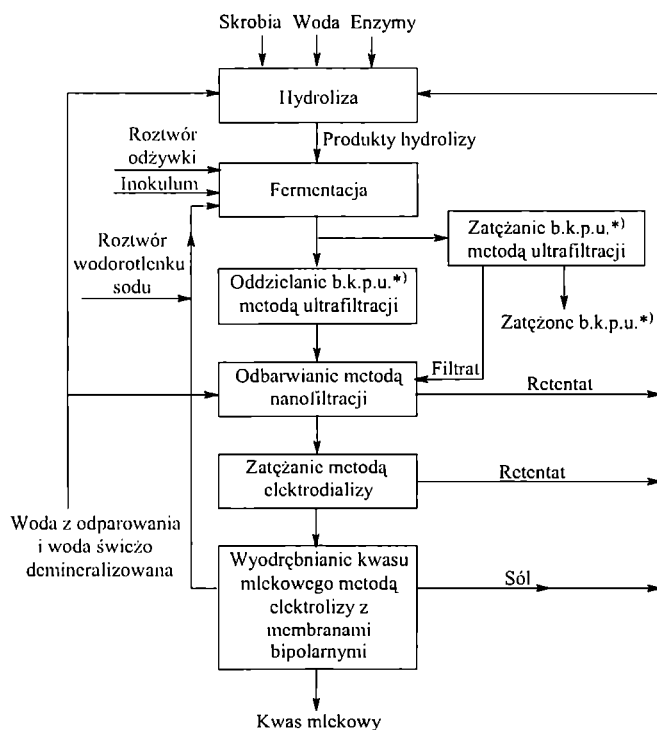 Skrobia Woda Enzymy
Hydroliza
Produkty hydrolizy
Roztwór
odżywki
Inokulum
Fermentacja
Roztwór
wodorotlenku
sodu
Zatężanie b.k.p.u.*)
metodą ultrafiltracji
Oddzielanie b.k.p.u.*)
metodą ultrafiltracji
Zatężone b.k.p.u.*)
Filtrat
Odbarwianie metodą
nanofiltracji
Retentat
Zatężanie metodą
elektrodializy
Retentat
Woda z odparowania
i woda świeżo
demineralizowana
Wyodrębnianie kwasu
mlekowego metodą
elektrolizy z
membranami
bipolarnymi
Sól
Kwas mlekowy